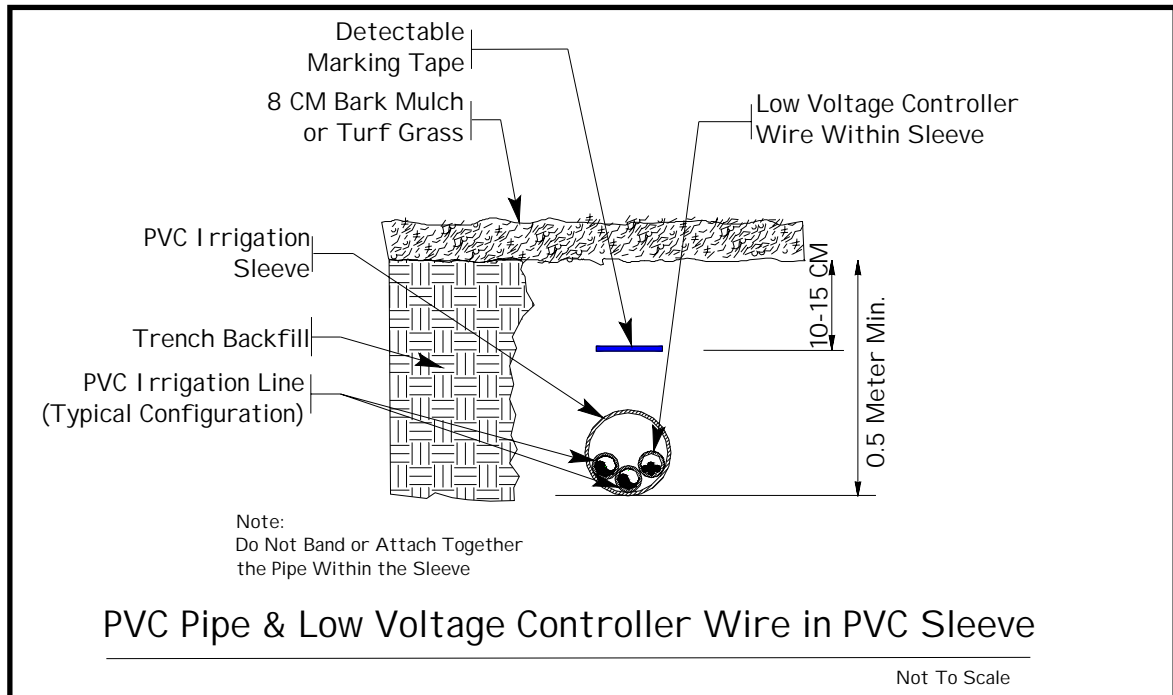 Detectable
Marking Tape
8 CM Bark Mulch
or Turf Grass
Low Voltage Controller
Wire Within Sleeve
PVC Irrigation
Sleeve
Trench Backfill
PVC Irrigation Line
(Typical Configuration)
10-15 CM
0.5 Meter Min.
Note:
Do Not Band or Attach Together
the Pipe Within the Sleeve
PVC Pipe & Low Voltage Controller Wire in PVC Sleeve
Not To Scale